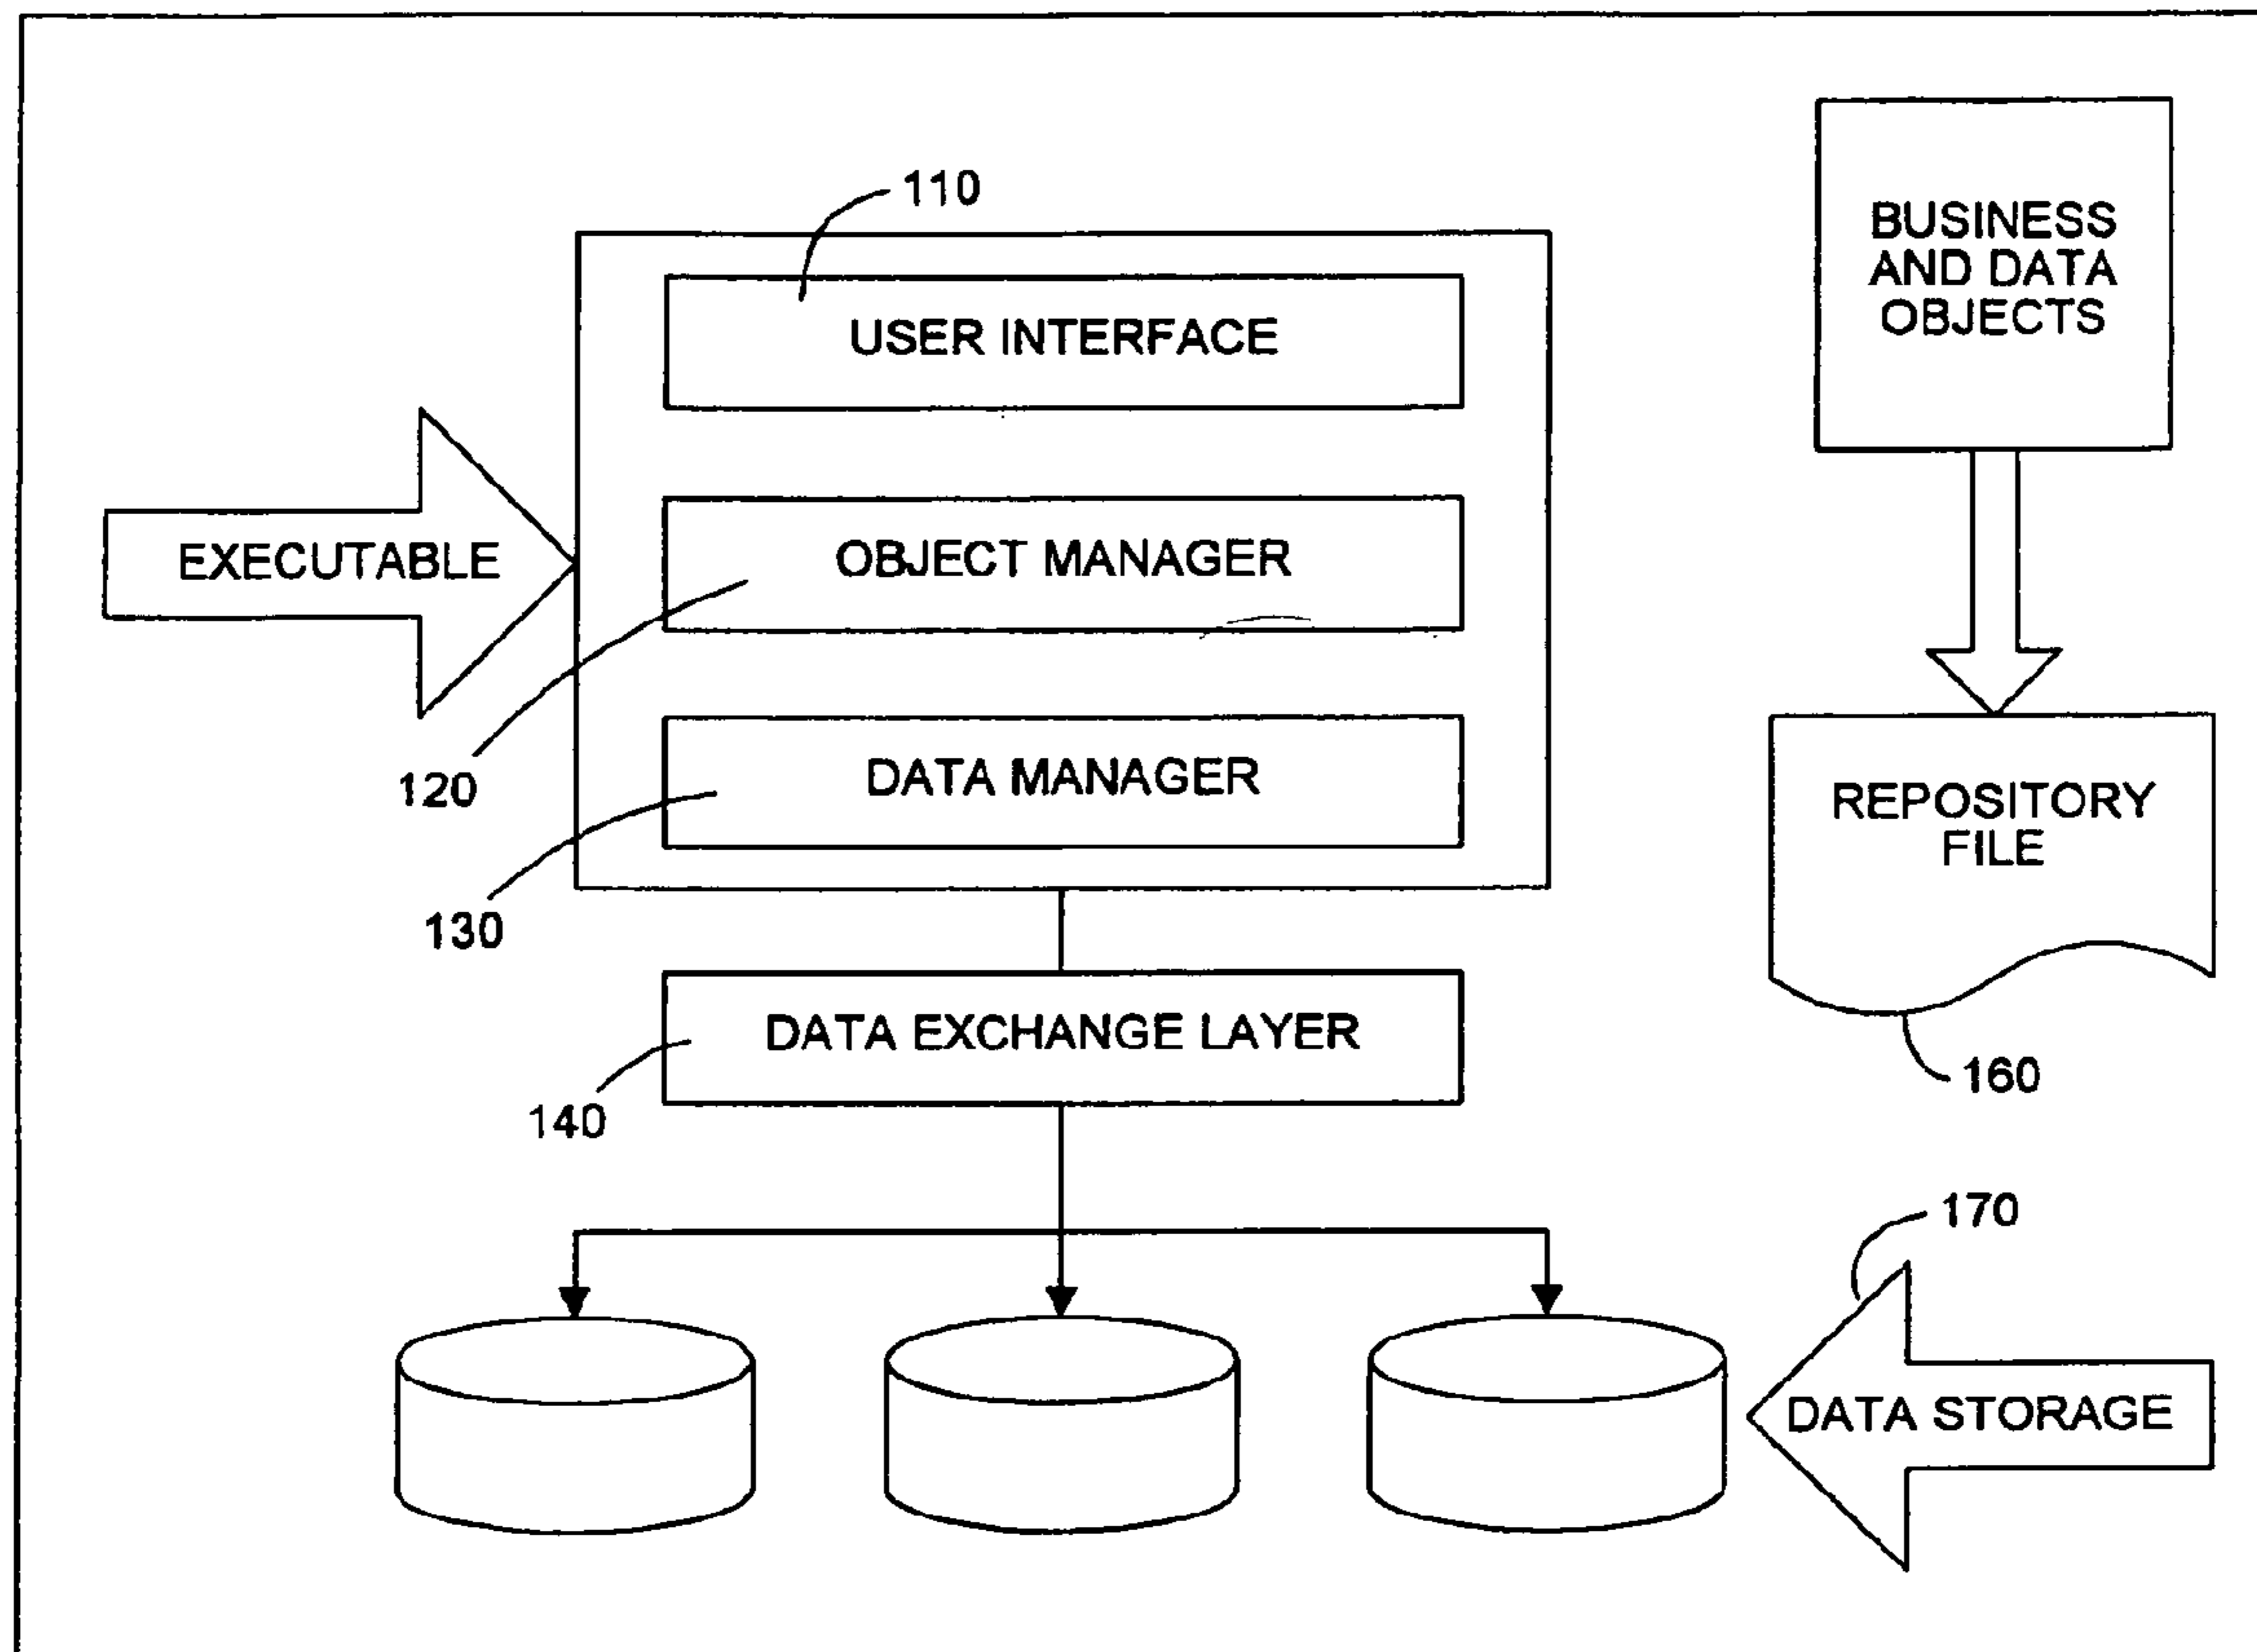 110
BUSINESS
AND DATA
OBJECTS
USER INTERFACE
EXECUTABLE
OBJECT MANAGER
120
DATA MANAGER
REPOSITORY
FILE
130
DATA EXCHANGE LAYER
160
140
170
DATA STORAGE